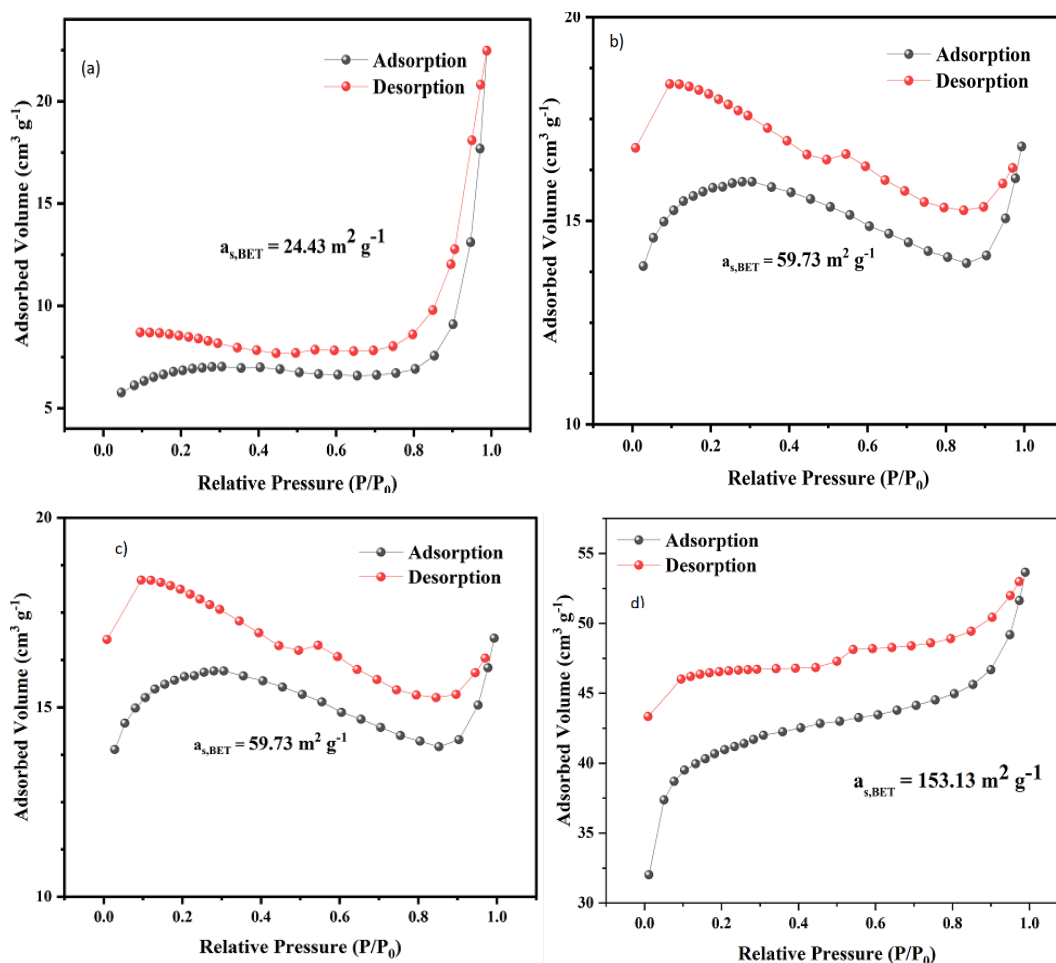 (a)
Adsorption
Desorption
a_s,BET = 24.43 m² g⁻¹
Adsorbed Volume (cm³ g⁻¹)
20
15
10
5
0.0 0.2 0.4 0.6 0.8 1.0
Relative Pressure (P/P₀)
b)
Adsorption
Desorption
a_s,BET = 59.73 m² g⁻¹
Adsorbed Volume (cm³ g⁻¹)
20
15
10
0.0 0.2 0.4 0.6 0.8 1.0
Relative Pressure (P/P₀)
c)
Adsorption
Desorption
a_s,BET = 59.73 m² g⁻¹
Adsorbed Volume (cm³ g⁻¹)
20
15
10
0.0 0.2 0.4 0.6 0.8 1.0
Relative Pressure (P/P₀)
Adsorption
Desorption
d)
a_s,BET = 153.13 m² g⁻¹
Adsorbed Volume (cm³ g⁻¹)
55
50
45
40
35
30
0.0 0.2 0.4 0.6 0.8 1.0
Relative Pressure (P/P₀)